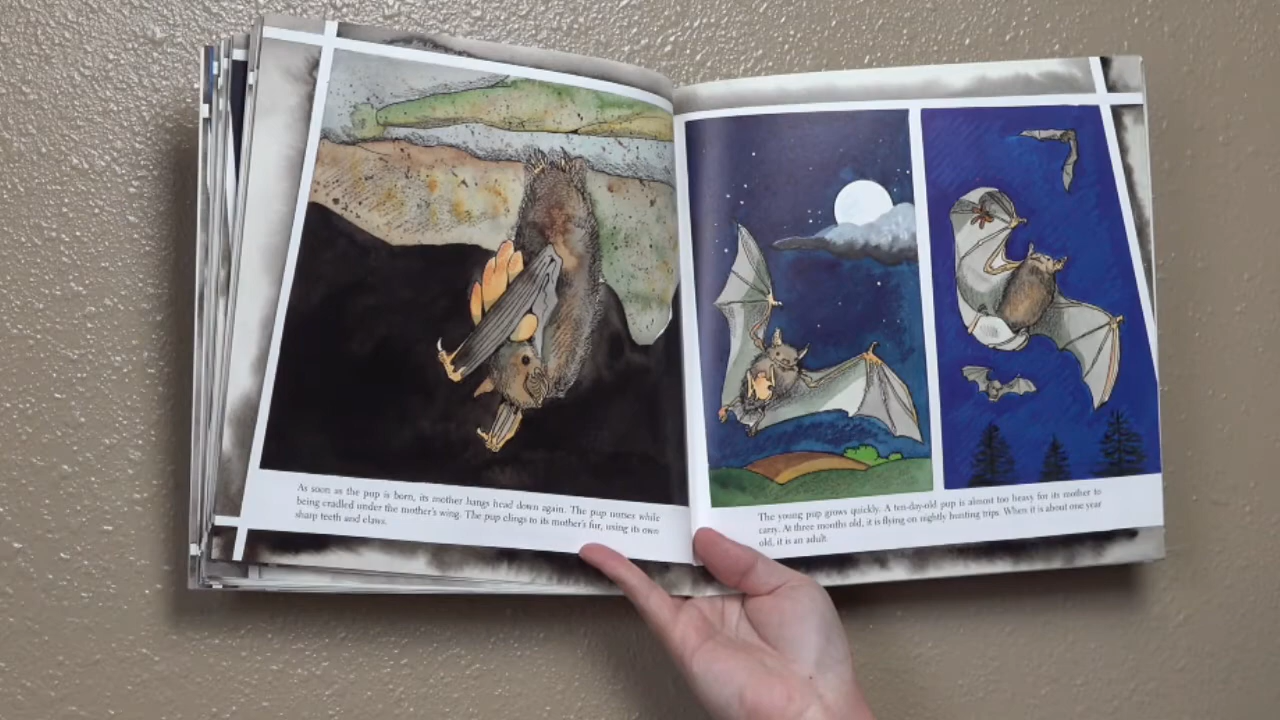 As soon as the pup is born, its mother hangs head down again. The pup nurses while
being cradled under the mother's wing. The pup clings to its mother's fur, using its own
sharp teeth and claws.
The young pup grows quickly. A ten-day-old pup is almost too heavy for its mother to
carry. At three months old, it is flying on nightly hunting trips. When it is about one year
old, it is an adult.